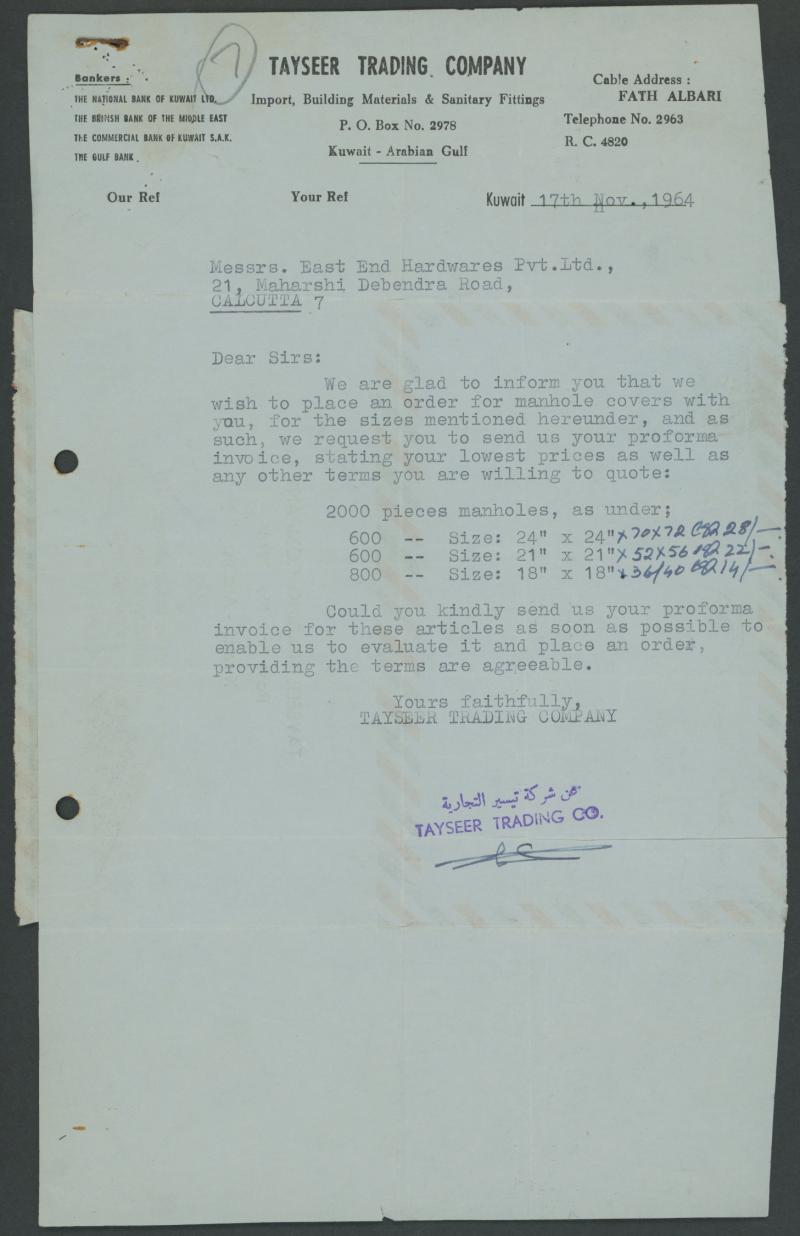 7
TAYSEER TRADING COMPANY
Import, Building Materials & Sanitary Fittings
P. O. Box No. 2978
Kuwait - Arabian Gulf
Bankers :
THE NATIONAL BANK OF KUWAIT LTD.
THE BRITISH BANK OF THE MIDDLE EAST
THE COMMERCIAL BANK OF KUWAIT S.A.K.
THE GULF BANK.
Cable Address :
FATH ALBARI
Telephone No. 2963
R. C. 4820
Our Ref Your Ref Kuwait 17th Nov.,1964
Messrs. East End Hardwares Pvt.Ltd.,
21, Maharshi Debendra Road,
CALCUTTA 7
Dear Sirs:
We are glad to inform you that we
wish to place an order for manhole covers with
you, for the sizes mentioned hereunder, and as
such, we request you to send us your proforma
invoice, stating your lowest prices as well as
any other terms you are willing to quote:
2000 pieces manholes, as under;
600 -- Size: 24" x 24" x 70x72 28/-
600 -- Size: 21" x 21" x 52x56 22/-
800 -- Size: 18" x 18" x 36/40 14/-
Could you kindly send us your proforma
invoice for these articles as soon as possible to
enable us to evaluate it and place an order,
providing the terms are agreeable.
Yours faithfully,
TAYSEER TRADING COMPANY
عن شركة تيسير التجارية
TAYSEER TRADING CO.